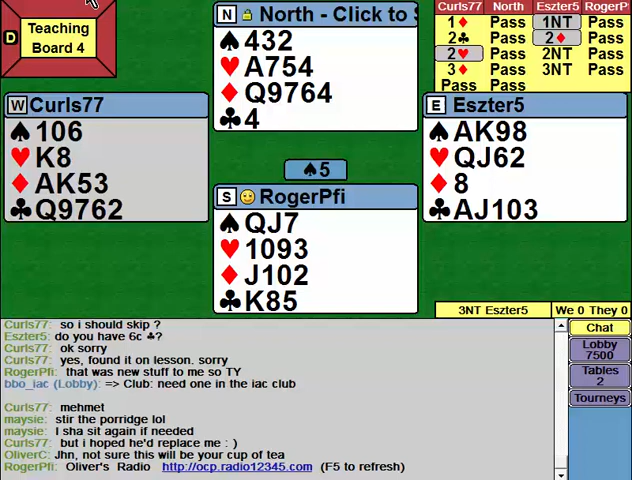 D
Teaching
Board 4
N North - Click to S
♠432
♥A754
♦Q9764
♣4
Curls77 North Eszter5 RogerP
1♦ Pass 1NT Pass
2♣ Pass 2♦ Pass
2♥ Pass 2NT Pass
3♦ Pass 3NT Pass
Pass Pass
W Curls77
♠106
♥K8
♦AK53
♣Q9762
E Eszter5
♠AK98
♥QJ62
♦8
♣AJ103
♠5
S RogerPfi
♠QJ7
♥1093
♦J102
♣K85
3NT Eszter5 We 0 They 0
Curls77: so i should skip ?
Eszter5: do you have 6c ♣?
Curls77: ok sorry
Curls77: yes, found it on lesson. sorry
RogerPfi: that was new stuff to me so TY
bbo_iac (Lobby): => Club: need one in the iac club
Curls77: mehmet
maysie: stir the porridge lol
maysie: I sha sit again if needed
Curls77: but i hoped he'd replace me : )
OliverC: Jhn, not sure this will be your cup of tea
RogerPfi: Oliver's Radio http://ocp.radio12345.com (F5 to refresh)
Chat
Lobby
7500
Tables
2
Tourneys